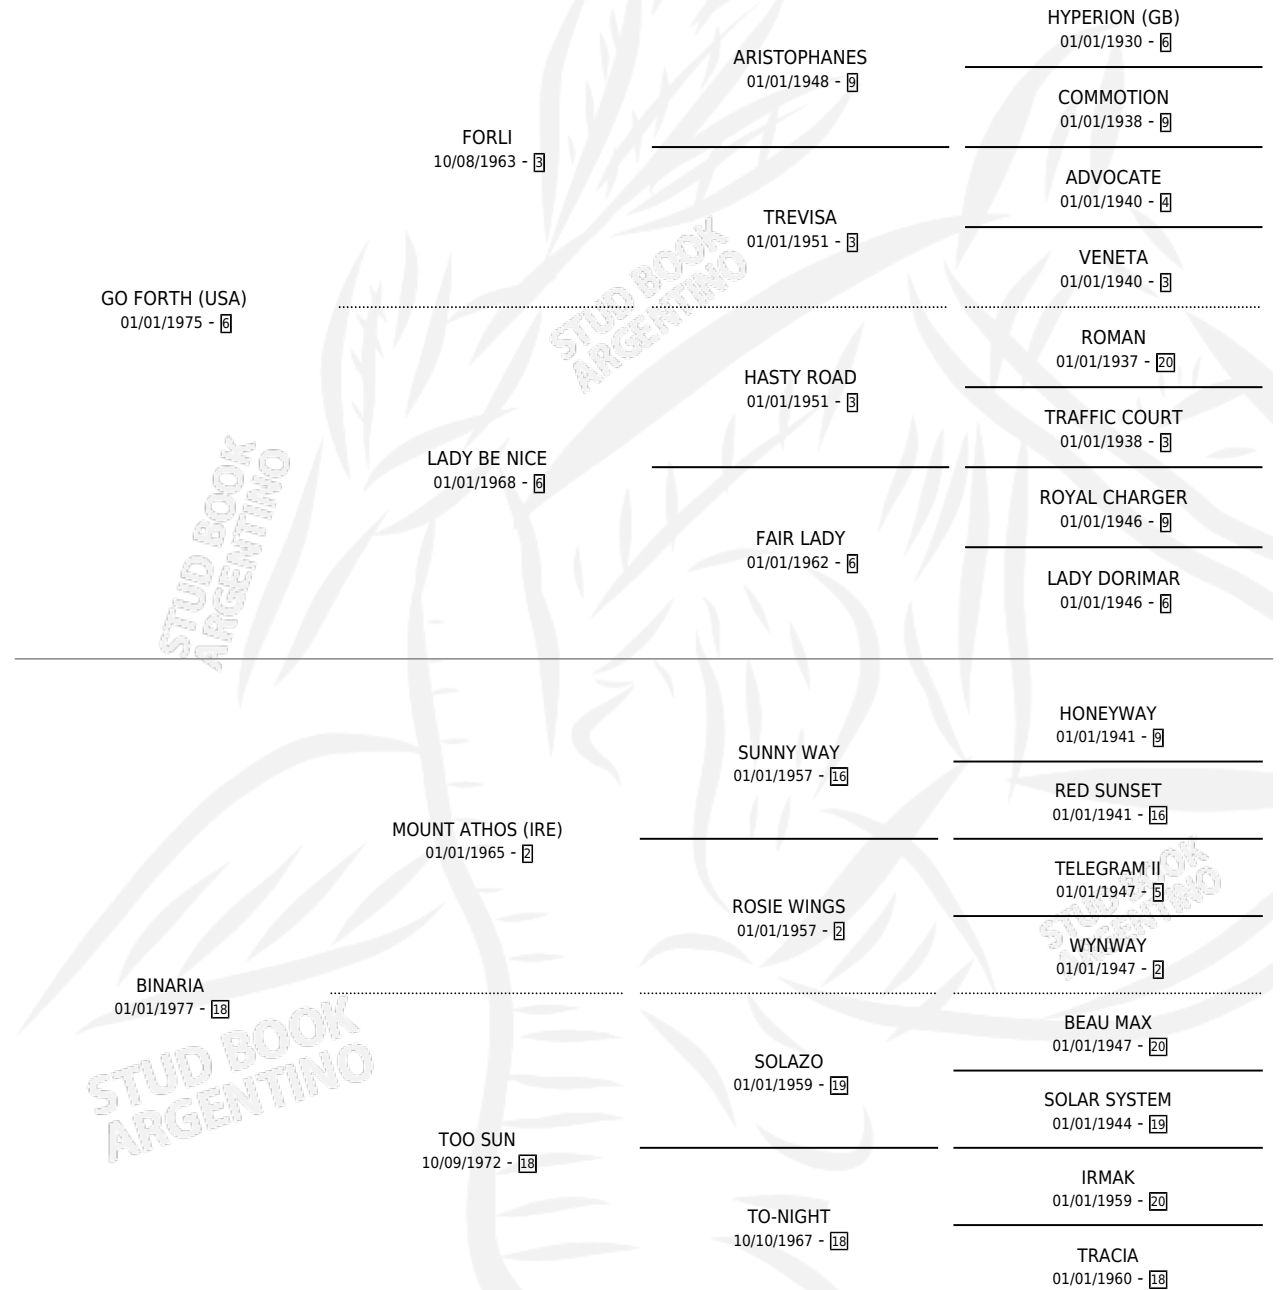 HYPERION (GB)
01/01/1930 - 6
ARISTOPHANES
01/01/1948 - 9
COMMOTION
01/01/1938 - 9
FORLI
10/08/1963 - 3
ADVOCATE
01/01/1940 - 4
TREVISA
01/01/1951 - 3
VENETA
01/01/1940 - 3
GO FORTH (USA)
01/01/1975 - 6
ROMAN
01/01/1937 - 20
HASTY ROAD
01/01/1951 - 3
TRAFFIC COURT
01/01/1938 - 3
LADY BE NICE
01/01/1968 - 6
ROYAL CHARGER
01/01/1946 - 9
FAIR LADY
01/01/1962 - 6
LADY DORIMAR
01/01/1946 - 6
HONEYWAY
01/01/1941 - 9
SUNNY WAY
01/01/1957 - 16
RED SUNSET
01/01/1941 - 16
MOUNT ATHOS (IRE)
01/01/1965 - 2
TELEGRAM II
01/01/1947 - 5
ROSIE WINGS
01/01/1957 - 2
WYNWAY
01/01/1947 - 2
BINARIA
01/01/1977 - 18
BEAU MAX
01/01/1947 - 20
SOLAZO
01/01/1959 - 19
SOLAR SYSTEM
01/01/1944 - 19
TOO SUN
10/09/1972 - 18
IRMAK
01/01/1959 - 20
TO-NIGHT
10/10/1967 - 18
TRACIA
01/01/1960 - 18
STUD BOOK
ARGENTINO
STUD BOOK
ARGENTINO
STUD BOOK
ARGENTINO
STUD BOOK
ARGENTINO